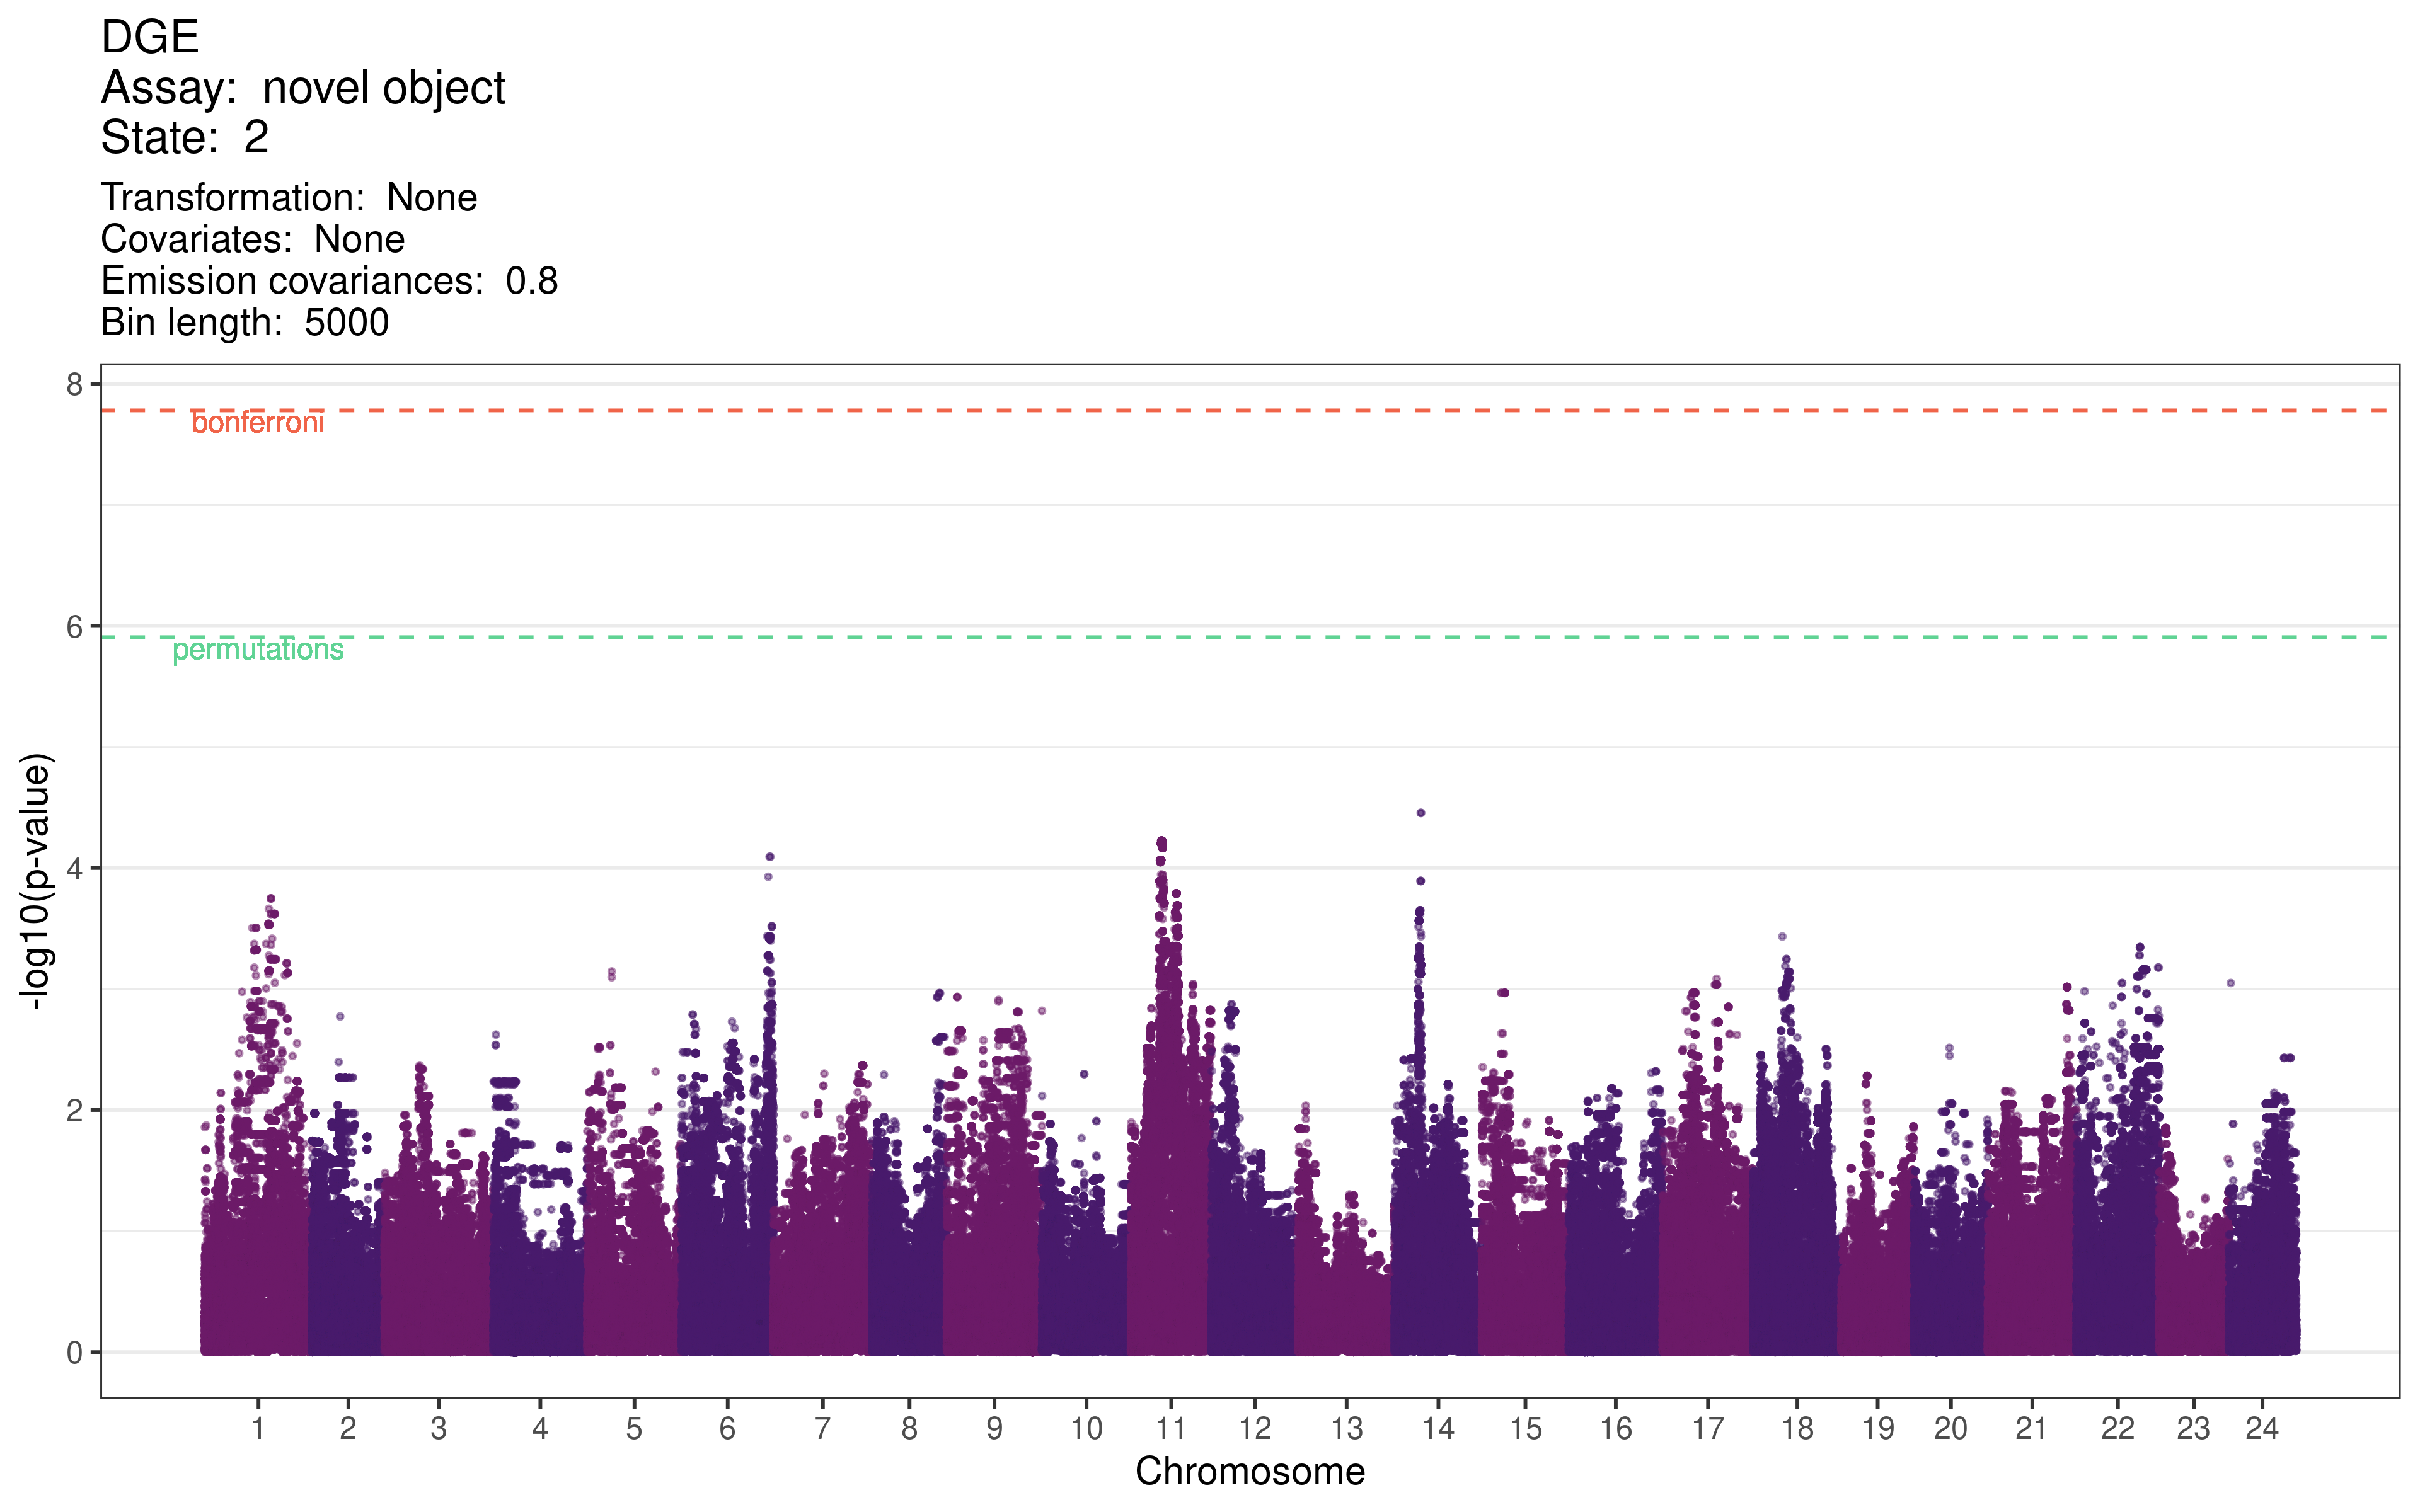 DGE
Assay:  novel object
State:  2
Transformation:  None
Covariates:  None
Emission covariances:  0.8
Bin length:  5000
8
bonferroni
6
permutations
4
2
0
-log10(p-value)
1 2 3 4 5 6 7 8 9 10 11 12 13 14 15 16 17 18 19 20 21 22 23 24
Chromosome